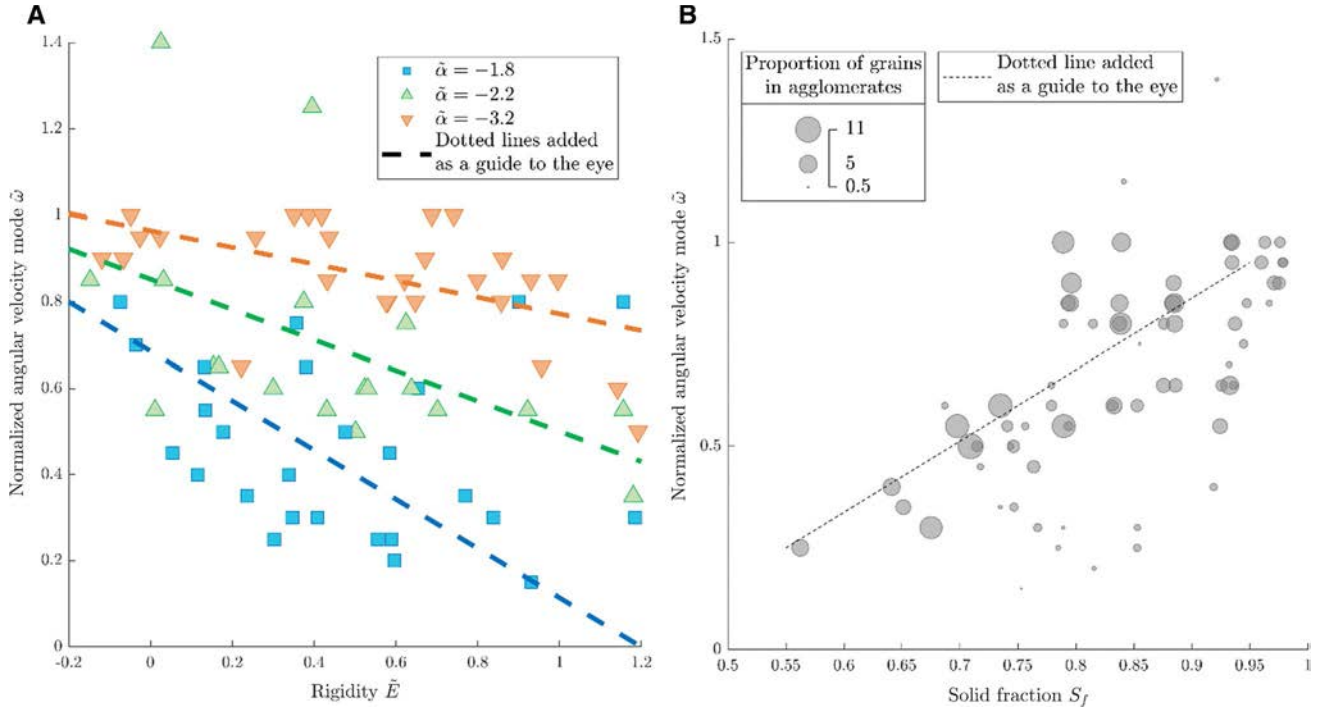 A
Normalized angular velocity mode ω̃
1.4
1.2
1
0.8
0.6
0.4
0.2
0
-0.2
0
0.2
0.4
0.6
0.8
1
1.2
Rigidity Ẽ
α̃ = −1.8
α̃ = −2.2
α̃ = −3.2
Dotted lines added
as a guide to the eye
B
Normalized angular velocity mode ω̃
1.5
1
0.5
0
0.5
0.55
0.6
0.65
0.7
0.75
0.8
0.85
0.9
0.95
1
Solid fraction S_f
Proportion of grains
in agglomerates
11
5
0.5
Dotted line added
as a guide to the eye